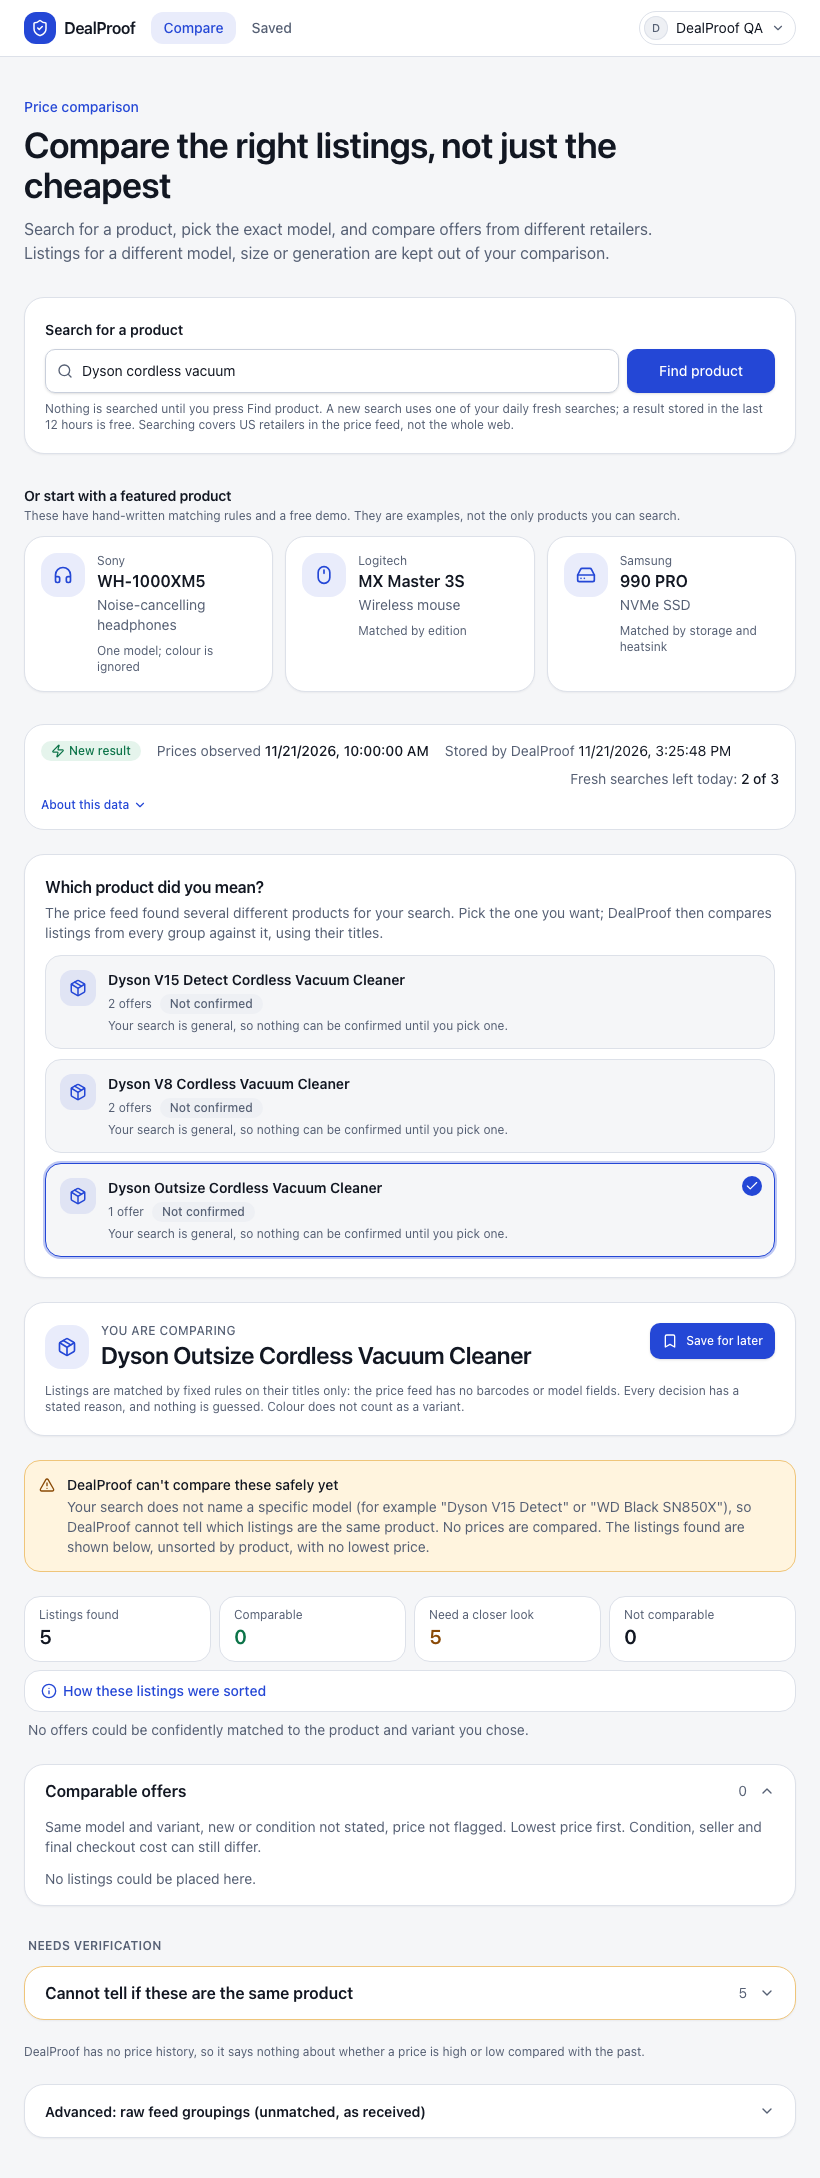 DealProof
Compare
Saved
D
DealProof QA
Price comparison
Compare the right listings, not just the
cheapest
Search for a product, pick the exact model, and compare offers from different retailers.
Listings for a different model, size or generation are kept out of your comparison.
Search for a product
Dyson cordless vacuum
Find product
Nothing is searched until you press Find product. A new search uses one of your daily fresh searches; a result stored in the last
12 hours is free. Searching covers US retailers in the price feed, not the whole web.
Or start with a featured product
These have hand-written matching rules and a free demo. They are examples, not the only products you can search.
Sony
WH-1000XM5
Noise-cancelling
headphones
One model; colour is
ignored
Logitech
MX Master 3S
Wireless mouse
Matched by edition
Samsung
990 PRO
NVMe SSD
Matched by storage and
heatsink
New result
Prices observed 11/21/2026, 10:00:00 AM
Stored by DealProof 11/21/2026, 3:25:48 PM
Fresh searches left today: 2 of 3
About this data
Which product did you mean?
The price feed found several different products for your search. Pick the one you want; DealProof then compares
listings from every group against it, using their titles.
Dyson V15 Detect Cordless Vacuum Cleaner
2 offers Not confirmed
Your search is general, so nothing can be confirmed until you pick one.
Dyson V8 Cordless Vacuum Cleaner
2 offers Not confirmed
Your search is general, so nothing can be confirmed until you pick one.
Dyson Outsize Cordless Vacuum Cleaner
1 offer Not confirmed
Your search is general, so nothing can be confirmed until you pick one.
YOU ARE COMPARING
Dyson Outsize Cordless Vacuum Cleaner
Save for later
Listings are matched by fixed rules on their titles only: the price feed has no barcodes or model fields. Every decision has a
stated reason, and nothing is guessed. Colour does not count as a variant.
DealProof can't compare these safely yet
Your search does not name a specific model (for example "Dyson V15 Detect" or "WD Black SN850X"), so
DealProof cannot tell which listings are the same product. No prices are compared. The listings found are
shown below, unsorted by product, with no lowest price.
Listings found
5
Comparable
0
Need a closer look
5
Not comparable
0
How these listings were sorted
No offers could be confidently matched to the product and variant you chose.
Comparable offers
0
Same model and variant, new or condition not stated, price not flagged. Lowest price first. Condition, seller and
final checkout cost can still differ.
No listings could be placed here.
NEEDS VERIFICATION
Cannot tell if these are the same product
5
DealProof has no price history, so it says nothing about whether a price is high or low compared with the past.
Advanced: raw feed groupings (unmatched, as received)